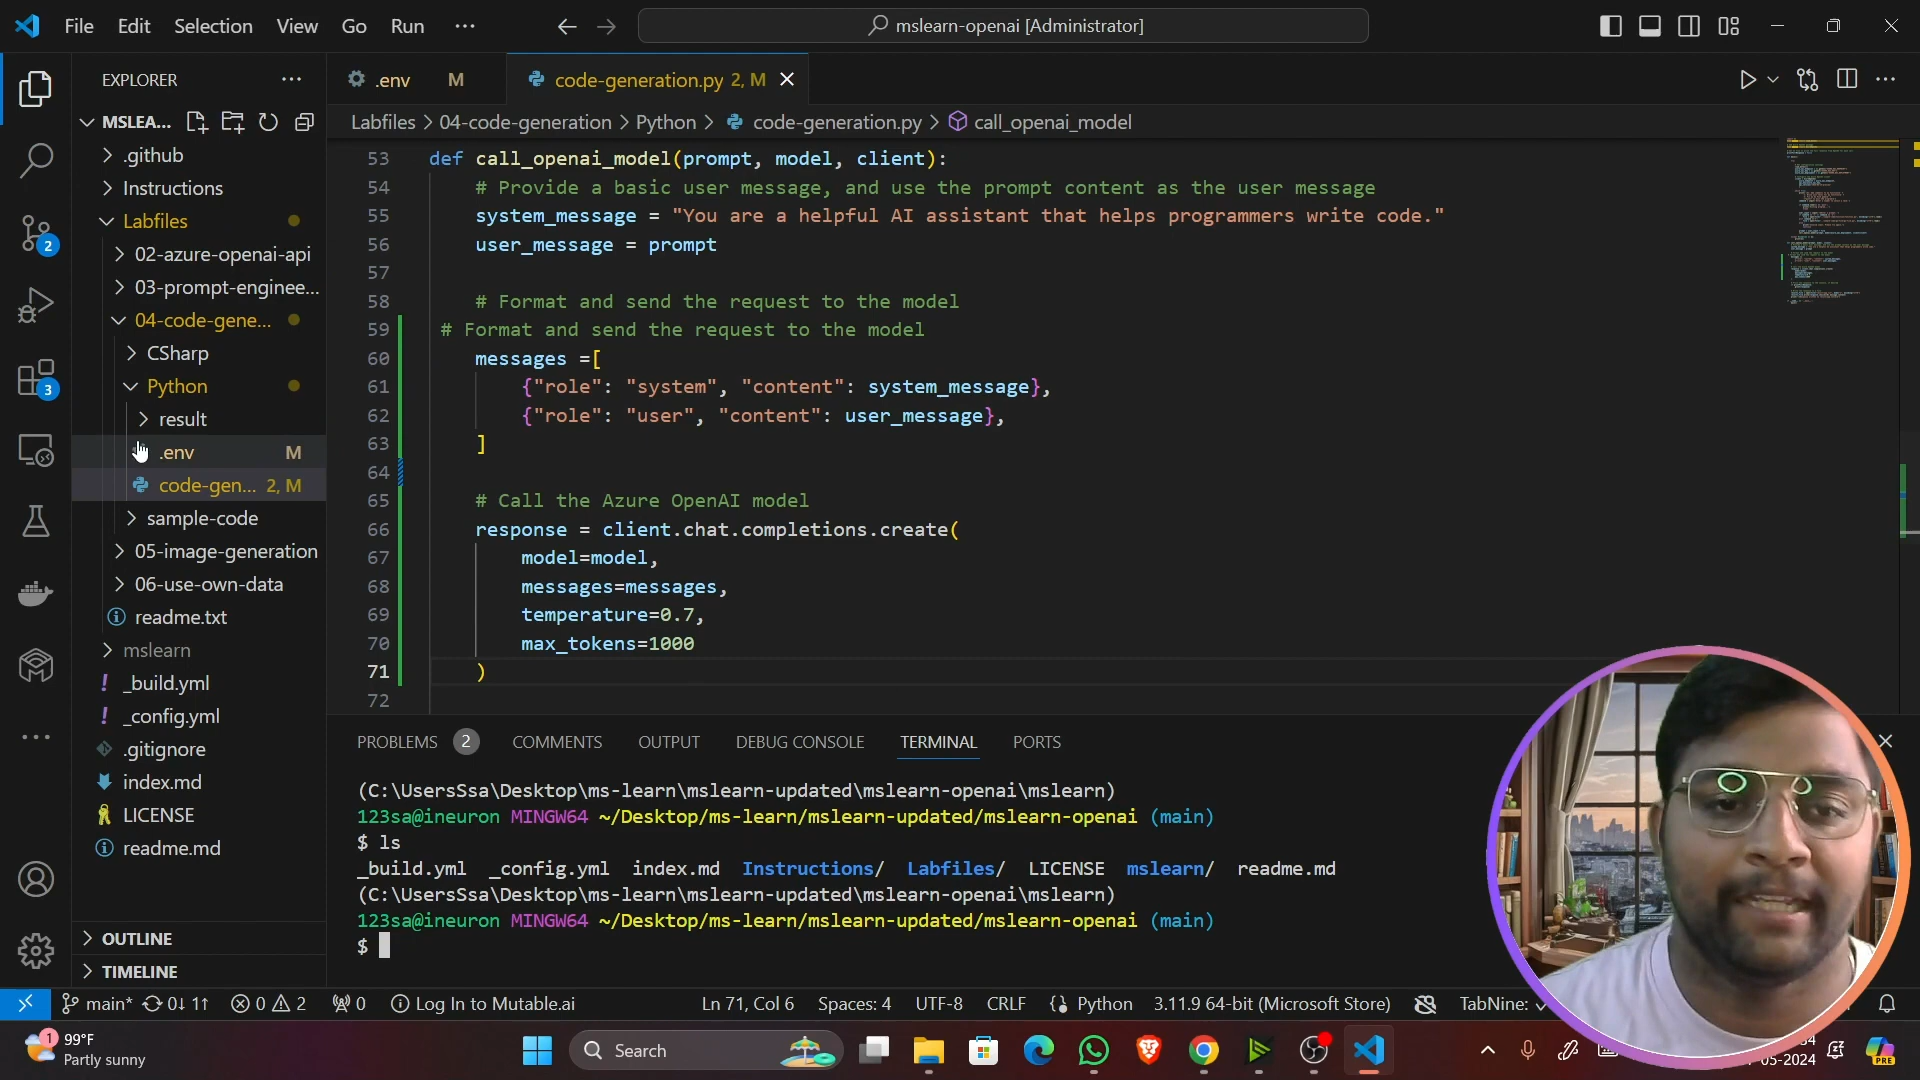 File Edit Selection View Go Run ···
mslearn-openai [Administrator]
EXPLORER ···
.env M
code-generation.py 2, M
MSLEA...
Labfiles > 04-code-generation > Python > code-generation.py > call_openai_model
.github
Instructions
Labfiles
02-azure-openai-api
03-prompt-enginee...
04-code-gene...
CSharp
Python
result
.env M
code-gen... 2, M
sample-code
05-image-generation
06-use-own-data
readme.txt
mslearn
! _build.yml
! _config.yml
.gitignore
index.md
LICENSE
readme.md
OUTLINE
TIMELINE
2
3
53 def call_openai_model(prompt, model, client):
54 # Provide a basic user message, and use the prompt content as the user message
55 system_message = "You are a helpful AI assistant that helps programmers write code."
56 user_message = prompt
57
58 # Format and send the request to the model
59 # Format and send the request to the model
60 messages =[
61 {"role": "system", "content": system_message},
62 {"role": "user", "content": user_message},
63 ]
64
65 # Call the Azure OpenAI model
66 response = client.chat.completions.create(
67 model=model,
68 messages=messages,
69 temperature=0.7,
70 max_tokens=1000
71 )
72
PROBLEMS 2 COMMENTS OUTPUT DEBUG CONSOLE TERMINAL PORTS
(C:\UsersSsa\Desktop\ms-learn\mslearn-updated\mslearn-openai\mslearn)
123sa@ineuron MINGW64 ~/Desktop/ms-learn/mslearn-updated/mslearn-openai (main)
$ ls
_build.yml _config.yml index.md Instructions/ Labfiles/ LICENSE mslearn/ readme.md
(C:\UsersSsa\Desktop\ms-learn\mslearn-updated\mslearn-openai\mslearn)
123sa@ineuron MINGW64 ~/Desktop/ms-learn/mslearn-updated/mslearn-openai (main)
$
main* 0↓ 1↑ 0 2 0 Log In to Mutable.ai Ln 71, Col 6 Spaces: 4 UTF-8 CRLF Python 3.11.9 64-bit (Microsoft Store) TabNine:
1
99°F
Partly sunny
Search
-05-2024
PRE